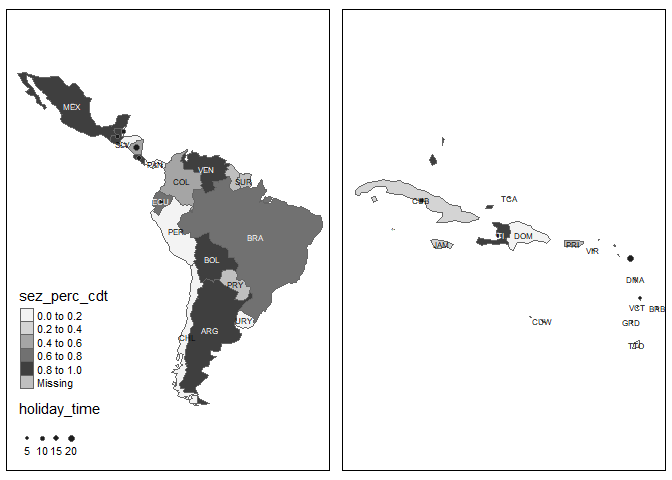 MEX
PAN
VEN
COL
SUR
ECU
PER
BRA
BOL
PRY
URY
ARG
CHL
sez_perc_cdt
0.0 to 0.2
0.2 to 0.4
0.4 to 0.6
0.6 to 0.8
0.8 to 1.0
Missing
holiday_time
5 10 15 20
CUB
TCA
DOM
JAM
PRI
VIR
DMA
VCT BRB
CUW
GRD
TTO